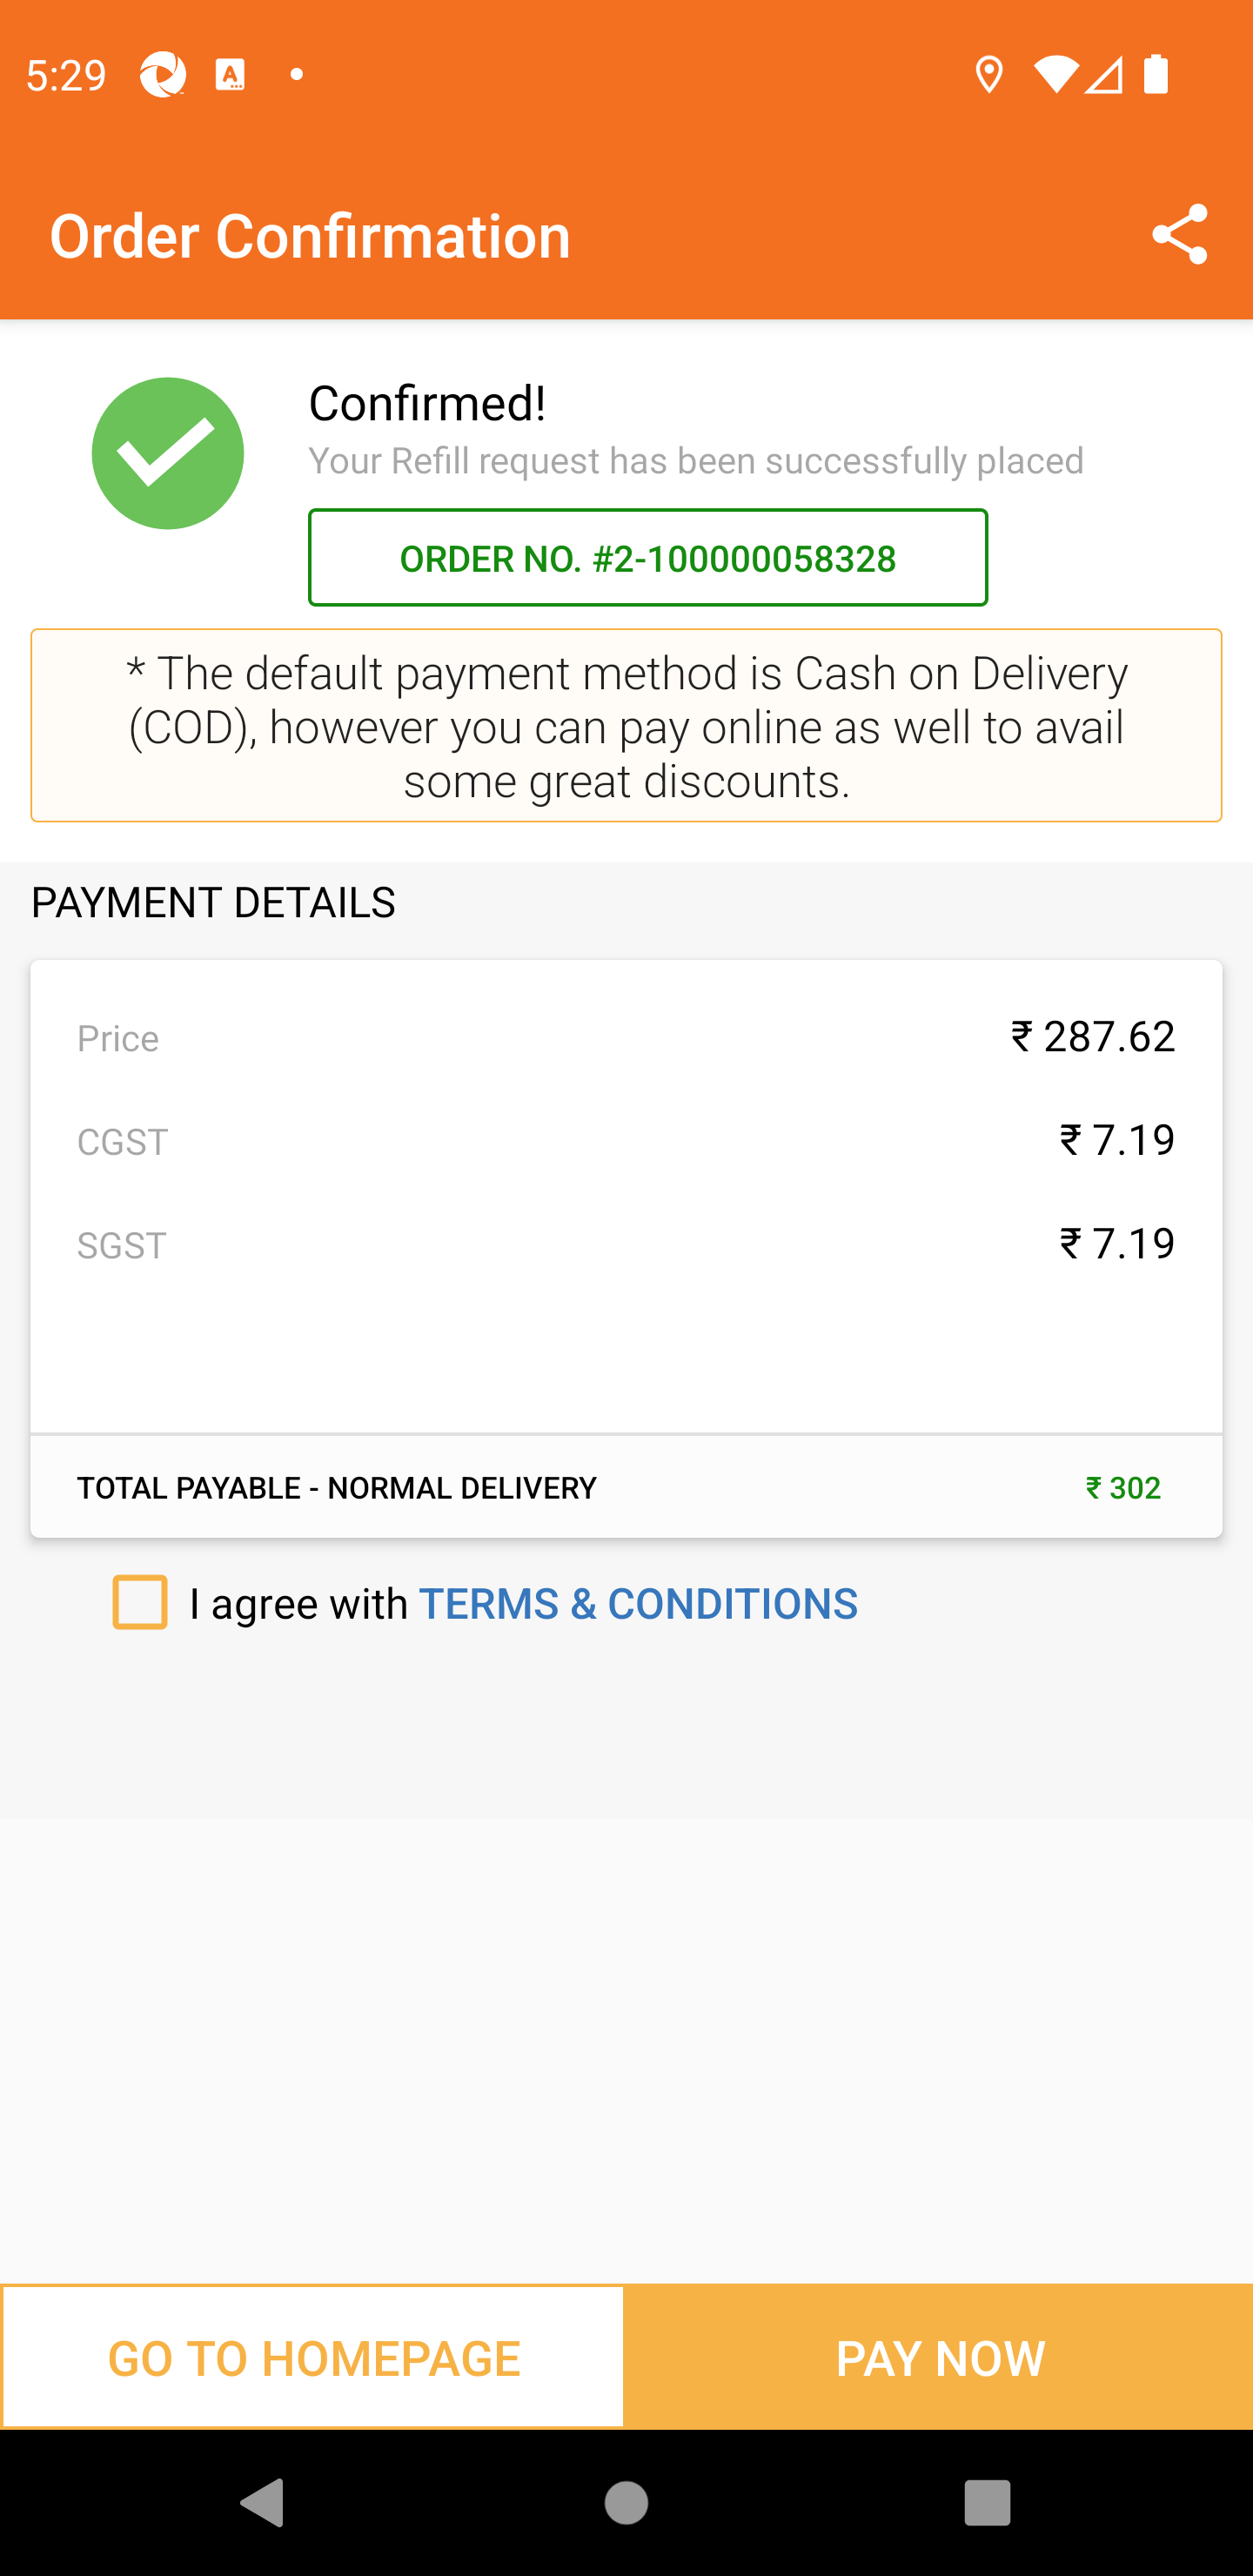 5:29
Order Confirmation
Confirmed!
Your Refill request has been successfully placed
ORDER NO. #2-100000058328
* The default payment method is Cash on Delivery
(COD), however you can pay online as well to avail
some great discounts.
PAYMENT DETAILS
Price ₹ 287.62
CGST ₹ 7.19
SGST ₹ 7.19
TOTAL PAYABLE - NORMAL DELIVERY ₹ 302
I agree with TERMS & CONDITIONS
GO TO HOMEPAGE PAY NOW